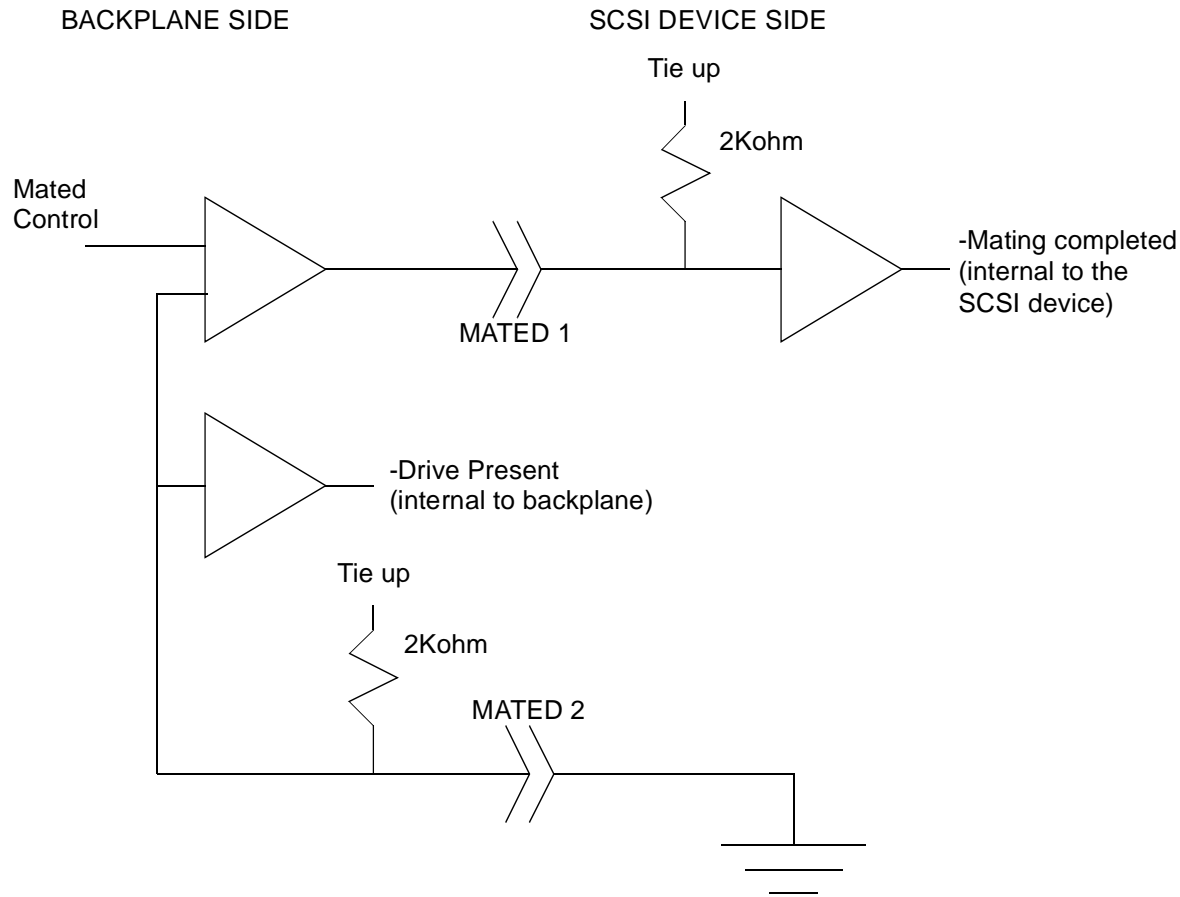 BACKPLANE SIDE
SCSI DEVICE SIDE
Tie up
2Kohm
Mated
Control
-Mating completed
(internal to the
SCSI device)
MATED 1
-Drive Present
(internal to backplane)
Tie up
2Kohm
MATED 2